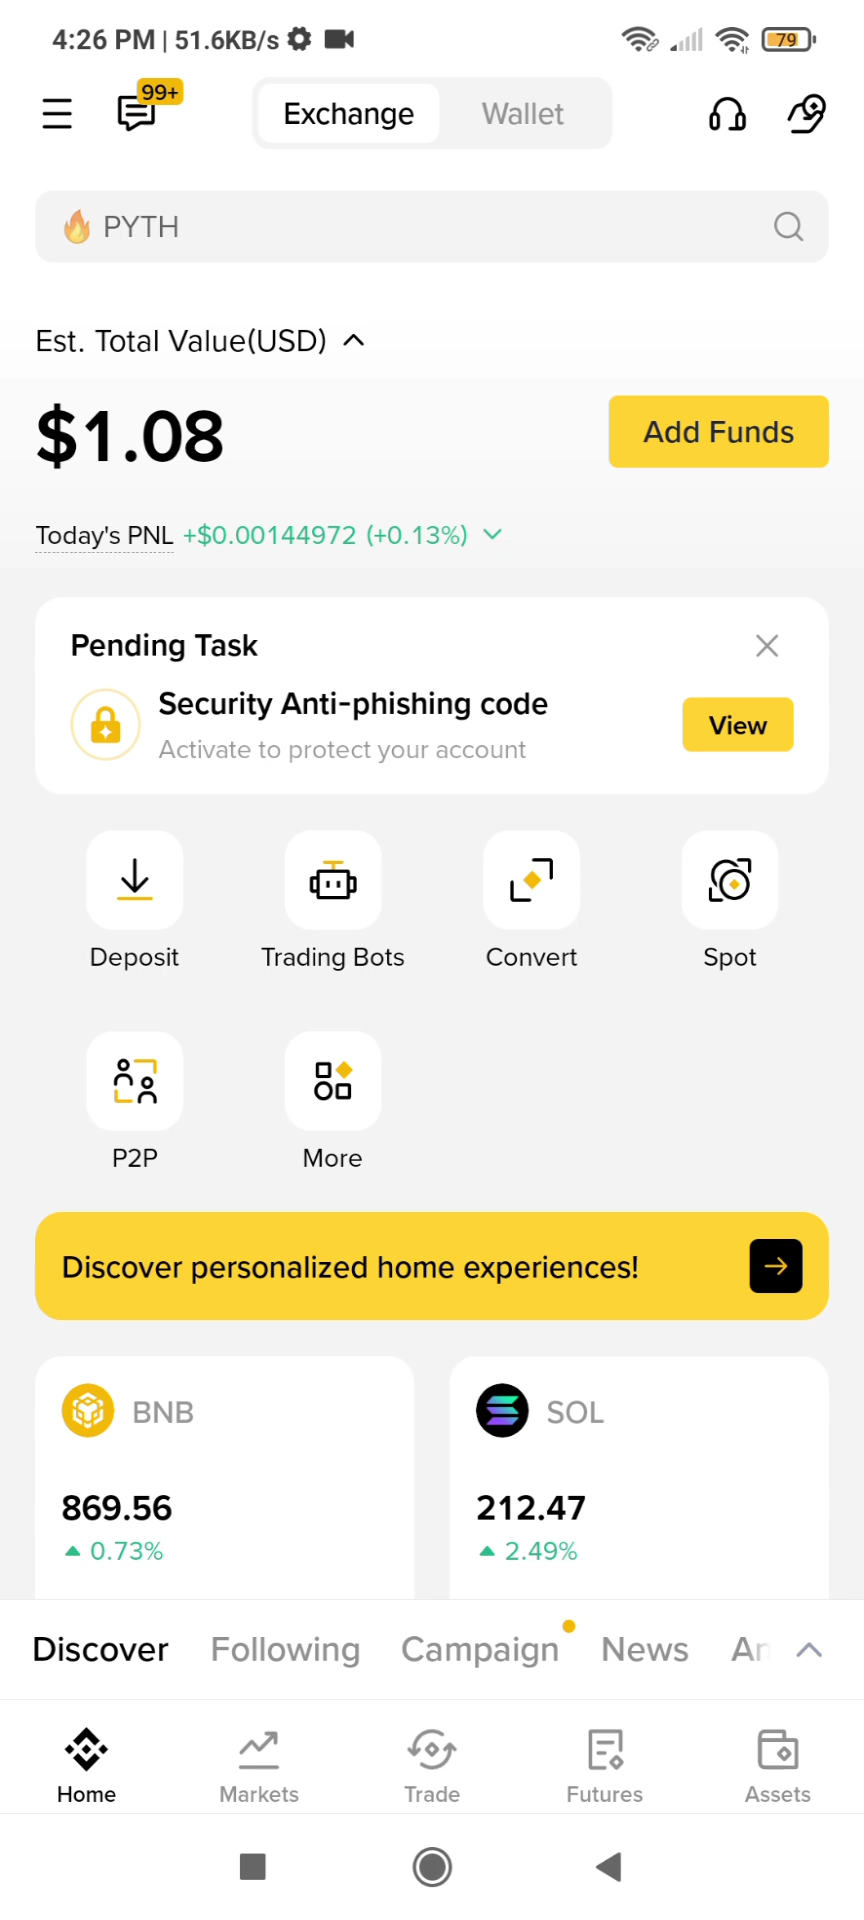 4:26 PM | 51.6KB/s
79
99+
Exchange
Wallet
🔥 PYTH
Est. Total Value(USD)
$1.08
Add Funds
Today's PNL +$0.00144972 (+0.13%)
Pending Task
Security Anti-phishing code
Activate to protect your account
View
Deposit
Trading Bots
Convert
Spot
P2P
More
Discover personalized home experiences!
BNB
SOL
869.56
212.47
0.73%
2.49%
Discover Following Campaign News An
Home Markets Trade Futures Assets